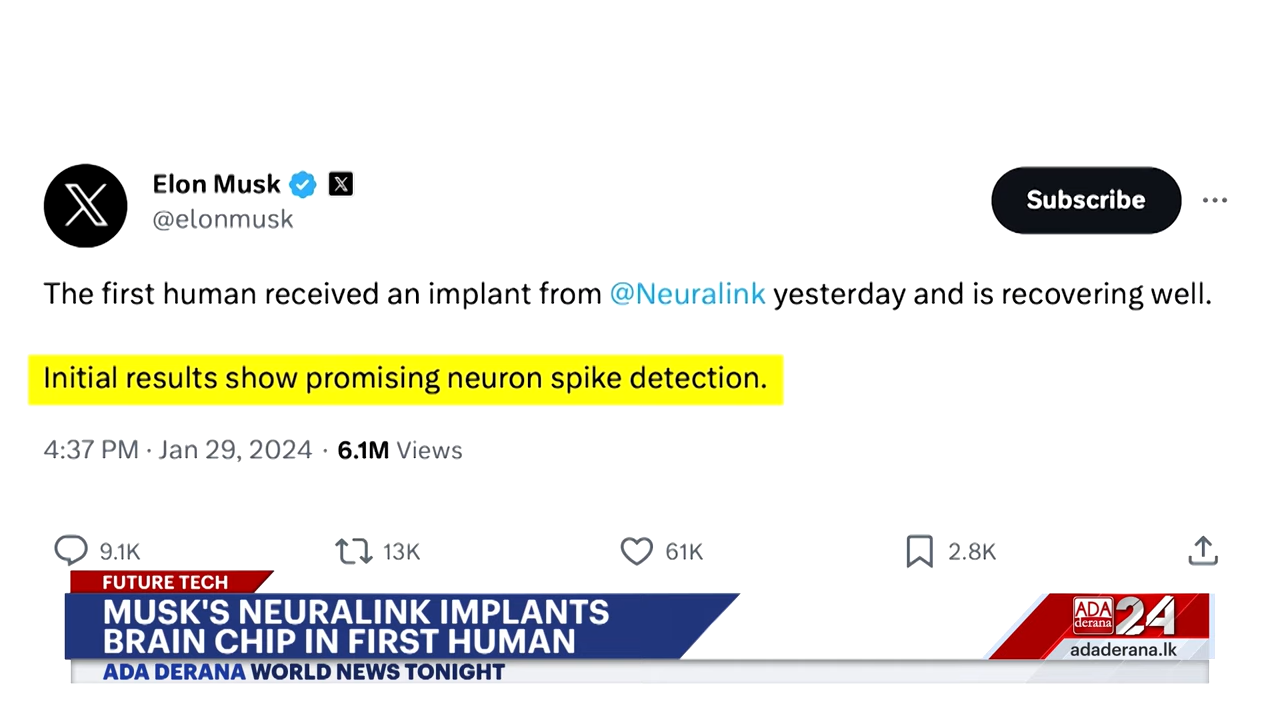 Elon Musk
@elonmusk
Subscribe
The first human received an implant from @Neuralink yesterday and is recovering well.
Initial results show promising neuron spike detection.
4:37 PM · Jan 29, 2024 · 6.1M Views
9.1K 13K 61K 2.8K
FUTURE TECH
MUSK'S NEURALINK IMPLANTS
BRAIN CHIP IN FIRST HUMAN
ADA DERANA WORLD NEWS TONIGHT
ADA
derana 24
adaderana.lk